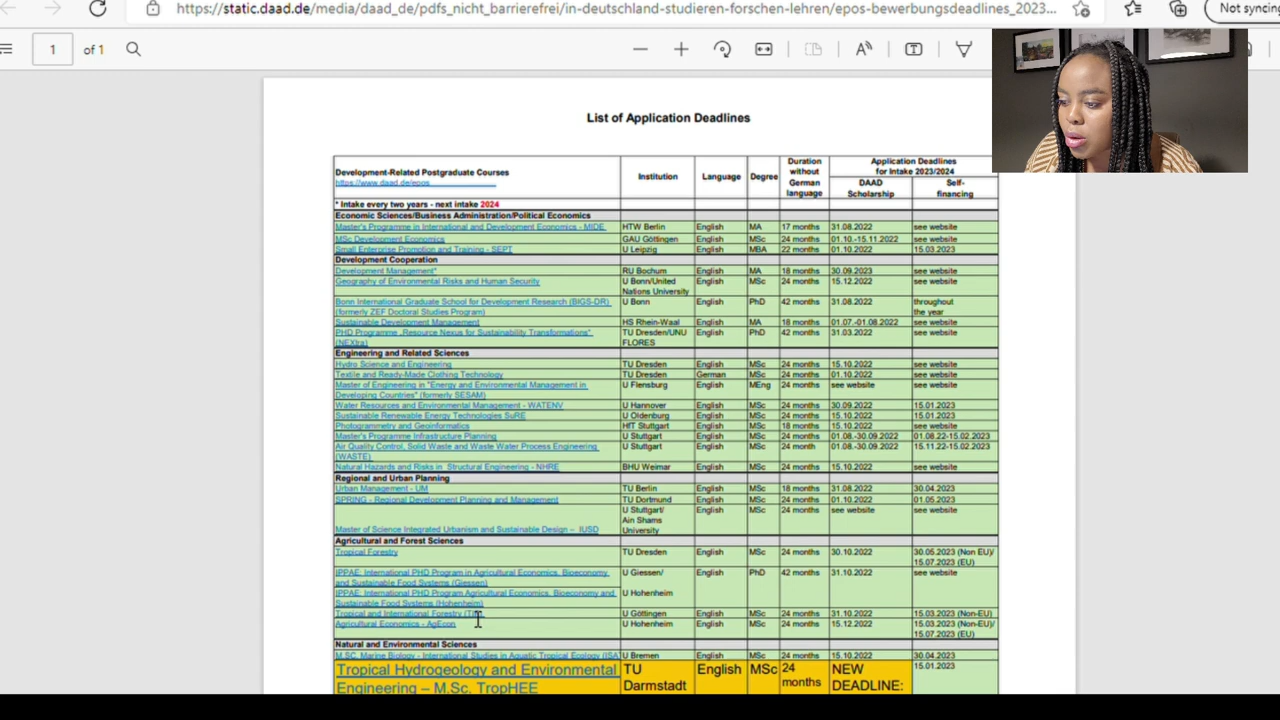 https://static.daad.de/media/daad_de/pdfs_nicht_barrierefrei/in-deutschland-studieren-forschen-lehren/epos-bewerbungsdeadlines_2023... Not syncing
1 of 1
List of Application Deadlines
Development-Related Postgraduate Courses Institution Language Degree Duration without German language Application Deadlines for Intake 2023/2024
https://www.daad.de/epos DAAD Scholarship Self-financing
* Intake every two years - next intake 2024
Economic Sciences/Business Administration/Political Economics
Master's Programme in International and Development Economics - MIDE HTW Berlin English MA 17 months 31.08.2022 see website
MSc Development Economics GAU Göttingen English MSc 24 months 01.10.-15.11.2022 see website
Small Enterprise Promotion and Training - SEPT U Leipzig English MBA 22 months 01.10.2022 15.03.2023
Development Cooperation
Development Management* RU Bochum English MA 18 months 30.09.2023 see website
Geography of Environmental Risks and Human Security U Bonn/United English MSc 24 months 15.12.2022 see website
Nations University
Bonn International Graduate School for Development Research (BIGS-DR) U Bonn English PhD 42 months 31.08.2022 throughout
(formerly ZEF Doctoral Studies Program) the year
Sustainable Development Management HS Rhein-Waal English MA 18 months 01.07.-01.08.2022 see website
PHD Programme „Resource Nexus for Sustainability Transformations" TU Dresden/UNU English PhD 42 months 31.03.2022 see website
(NEXtra) FLORES
Engineering and Related Sciences
Hydro Science and Engineering TU Dresden English MSc 24 months 15.10.2022 see website
Textile and Ready-Made Clothing Technology TU Dresden German MSc 24 months 01.10.2022 see website
Master of Engineering in "Energy and Environmental Management in U Flensburg English MEng 24 months see website see website
Developing Countries" (formerly SESAM)
Water Resources and Environmental Management - WATENV U Hannover English MSc 24 months 30.09.2022 15.01.2023
Sustainable Renewable Energy Technologies SuRE U Oldenburg English MSc 24 months 15.10.2022 15.01.2023
Photogrammetry and Geoinformatics HfT Stuttgart English MSc 18 months 15.10.2022 see website
Master's Programme Infrastructure Planning U Stuttgart English MSc 24 months 01.08.-30.09.2022 01.08.22-15.02.2023
Air Quality Control, Solid Waste and Waste Water Process Engineering U Stuttgart English MSc 24 month 01.08.-30.09.2022 15.11.22-15.02.2023
(WASTE)
Natural Hazards and Risks in Structural Engineering - NHRE BHU Weimar English MSc 24 months 15.10.2022 see website
Regional and Urban Planning
Urban Management - UM TU Berlin English MSc 18 months 31.08.2022 30.04.2023
SPRING - Regional Development Planning and Management TU Dortmund English MSc 24 months 01.10.2022 01.05.2023
U Stuttgart/ English MSc 24 months see website see website
Ain Shams
Master of Science Integrated Urbanism and Sustainable Design – IUSD University
Agricultural and Forest Sciences
Tropical Forestry TU Dresden English MSc 24 months 30.10.2022 30.05.2023 (Non EU)/
15.07.2023 (EU)
IPPAE: International PHD Program in Agricultural Economics, Bioeconomy U Giessen/ English PhD 42 months 31.10.2022 see website
and Sustainable Food Systems (Giessen)
IPPAE: International PHD Program Agricultural Economics, Bioeconomy and U Hohenheim
Sustainable Food Systems (Hohenheim)
Tropical and International Forestry U Göttingen English MSc 24 months 31.10.2022 15.03.2023 (Non-EU)
Agricultural Economics - AgEcon U Hohenheim English MSc 24 months 15.12.2022 15.03.2023 (Non-EU)/
15.07.2023 (EU)
Natural and Environmental Sciences
M.SC. Marine Biology - International Studies in Aquatic Tropical Ecology U Bremen English MSc 24 months 15.10.2022 30.04.2023
Tropical Hydrogeology and Environmental TU English MSc 24 NEW 15.01.2023
Engineering – M.Sc. TropHEE Darmstadt months DEADLINE: